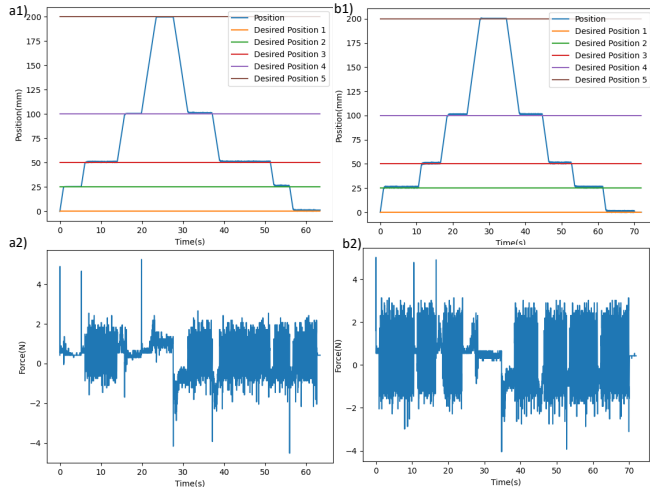 a1)
200
175
150
125
100
75
50
25
0
Position(mm)
0
10
20
30
40
50
60
Time(s)
Position
Desired Position 1
Desired Position 2
Desired Position 3
Desired Position 4
Desired Position 5
b1)
200
175
150
125
100
75
50
25
0
Position(mm)
0
10
20
30
40
50
60
70
Time(s)
Position
Desired Position 1
Desired Position 2
Desired Position 3
Desired Position 4
Desired Position 5
a2)
4
2
0
−2
−4
Force(N)
0
10
20
30
40
50
60
Time(s)
b2)
4
2
0
−2
−4
Force(N)
0
10
20
30
40
50
60
70
Time(s)